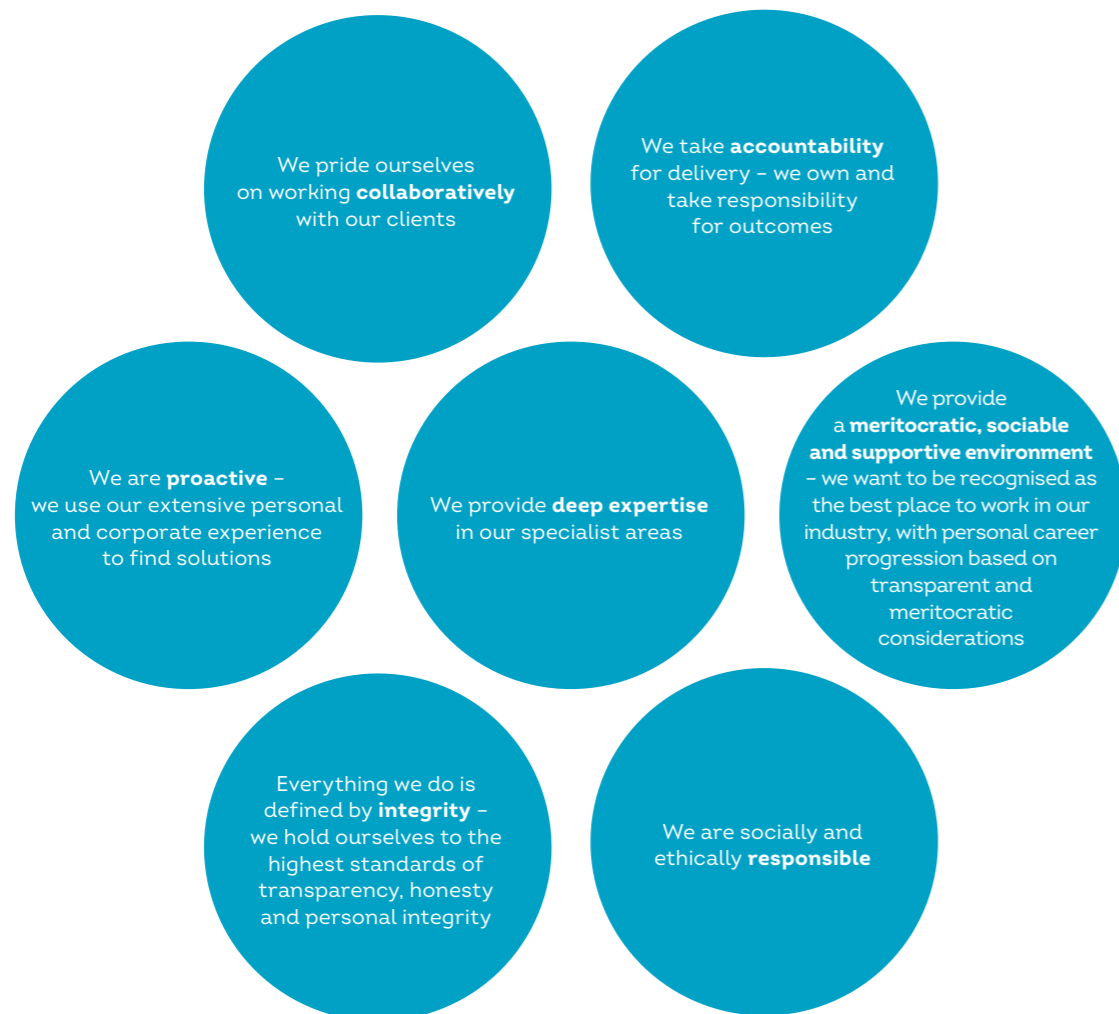 We pride ourselves
on working collaboratively
with our clients
We take accountability
for delivery – we own and
take responsibility
for outcomes
We are proactive –
we use our extensive personal
and corporate experience
to find solutions
We provide deep expertise
in our specialist areas
We provide
a meritocratic, sociable
and supportive environment
– we want to be recognised as
the best place to work in our
industry, with personal career
progression based on
transparent and
meritocratic
considerations
Everything we do is
defined by integrity –
we hold ourselves to the
highest standards of
transparency, honesty
and personal integrity
We are socially and
ethically responsible